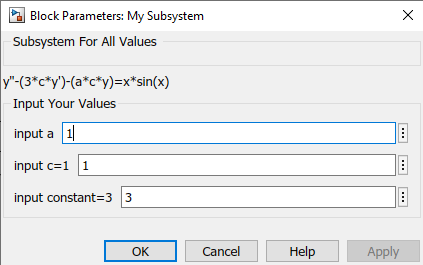 Block Parameters: My Subsystem
Subsystem For All Values
y"-(3*c*y')-(a*c*y)=x*sin(x)
Input Your Values
input a 1
input c=1 1
input constant=3 3
OK Cancel Help Apply